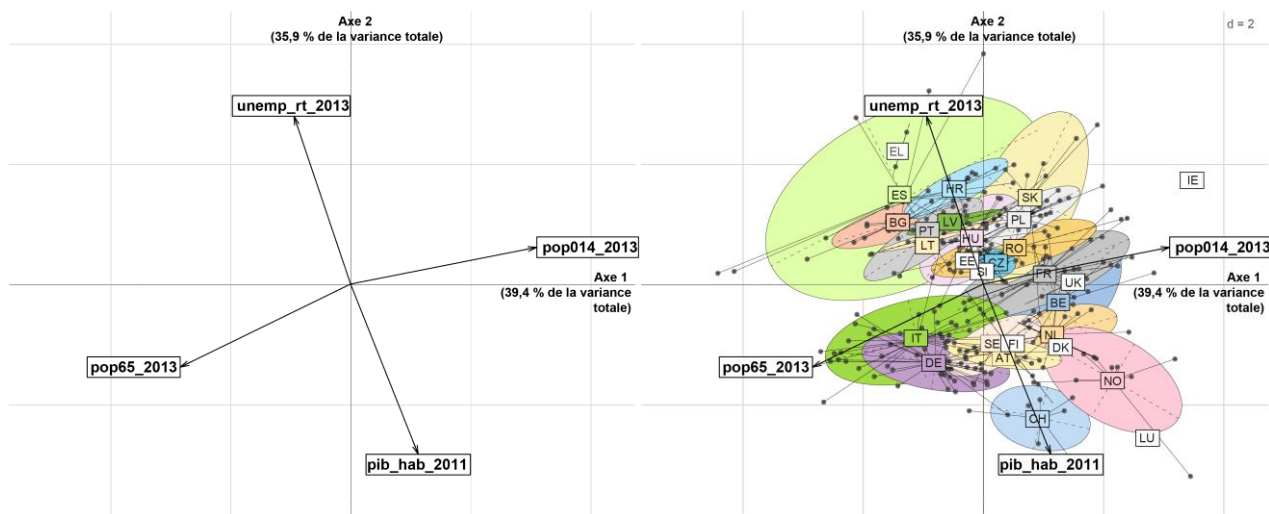 Axe 2
(35,9 % de la variance totale)
unemp_rt_2013
pop014_2013
Axe 1
(39,4 % de la variance
totale)
pop65_2013
pib_hab_2011
Axe 2
(35,9 % de la variance totale)
d = 2
unemp_rt_2013
EL
IE
ES
HR
SK
BG
PT
LV
PL
LT
HU
RO
pop014_2013
EE
CZ
SI
FR
UK
Axe 1
(39,4 % de la variance
totale)
BE
IT
SE
FI
NL
DK
AT
DE
pop65_2013
NO
CH
LU
pib_hab_2011